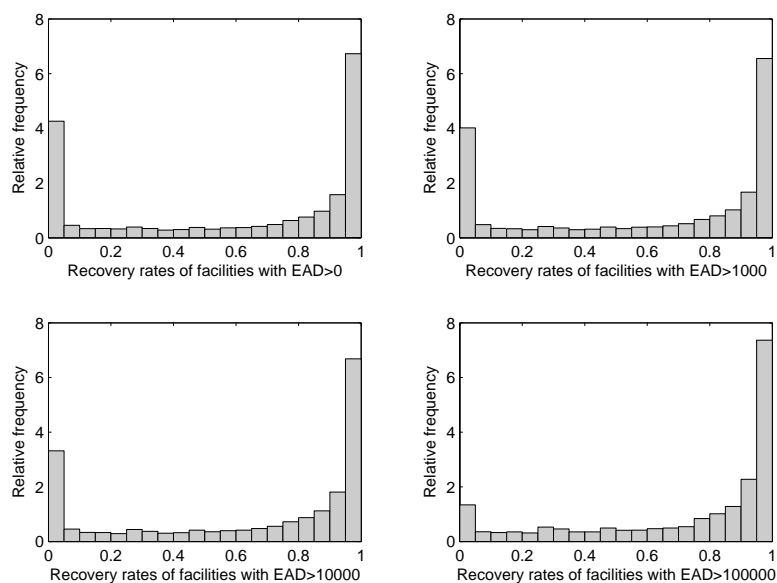 8
6
4
2
0
Relative frequency
0 0.2 0.4 0.6 0.8 1
Recovery rates of facilities with EAD>0
8
6
4
2
0
Relative frequency
0 0.2 0.4 0.6 0.8 1
Recovery rates of facilities with EAD>1000
8
6
4
2
0
Relative frequency
0 0.2 0.4 0.6 0.8 1
Recovery rates of facilities with EAD>10000
8
6
4
2
0
Relative frequency
0 0.2 0.4 0.6 0.8 1
Recovery rates of facilities with EAD>100000